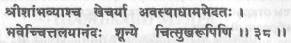 श्रीशांभव्याश्च खेचर्या अवस्थाधामभेदतः ।
भवेच्चित्तलयानंदः शून्ये चित्सुखरूपिणि ॥ ३८ ॥